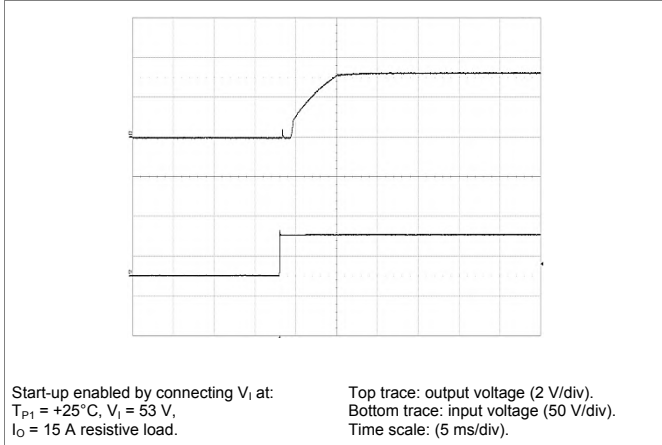 Start-up enabled by connecting V_I at:
T_P1 = +25°C, V_I = 53 V,
I_O = 15 A resistive load.
Top trace: output voltage (2 V/div).
Bottom trace: input voltage (50 V/div).
Time scale: (5 ms/div).